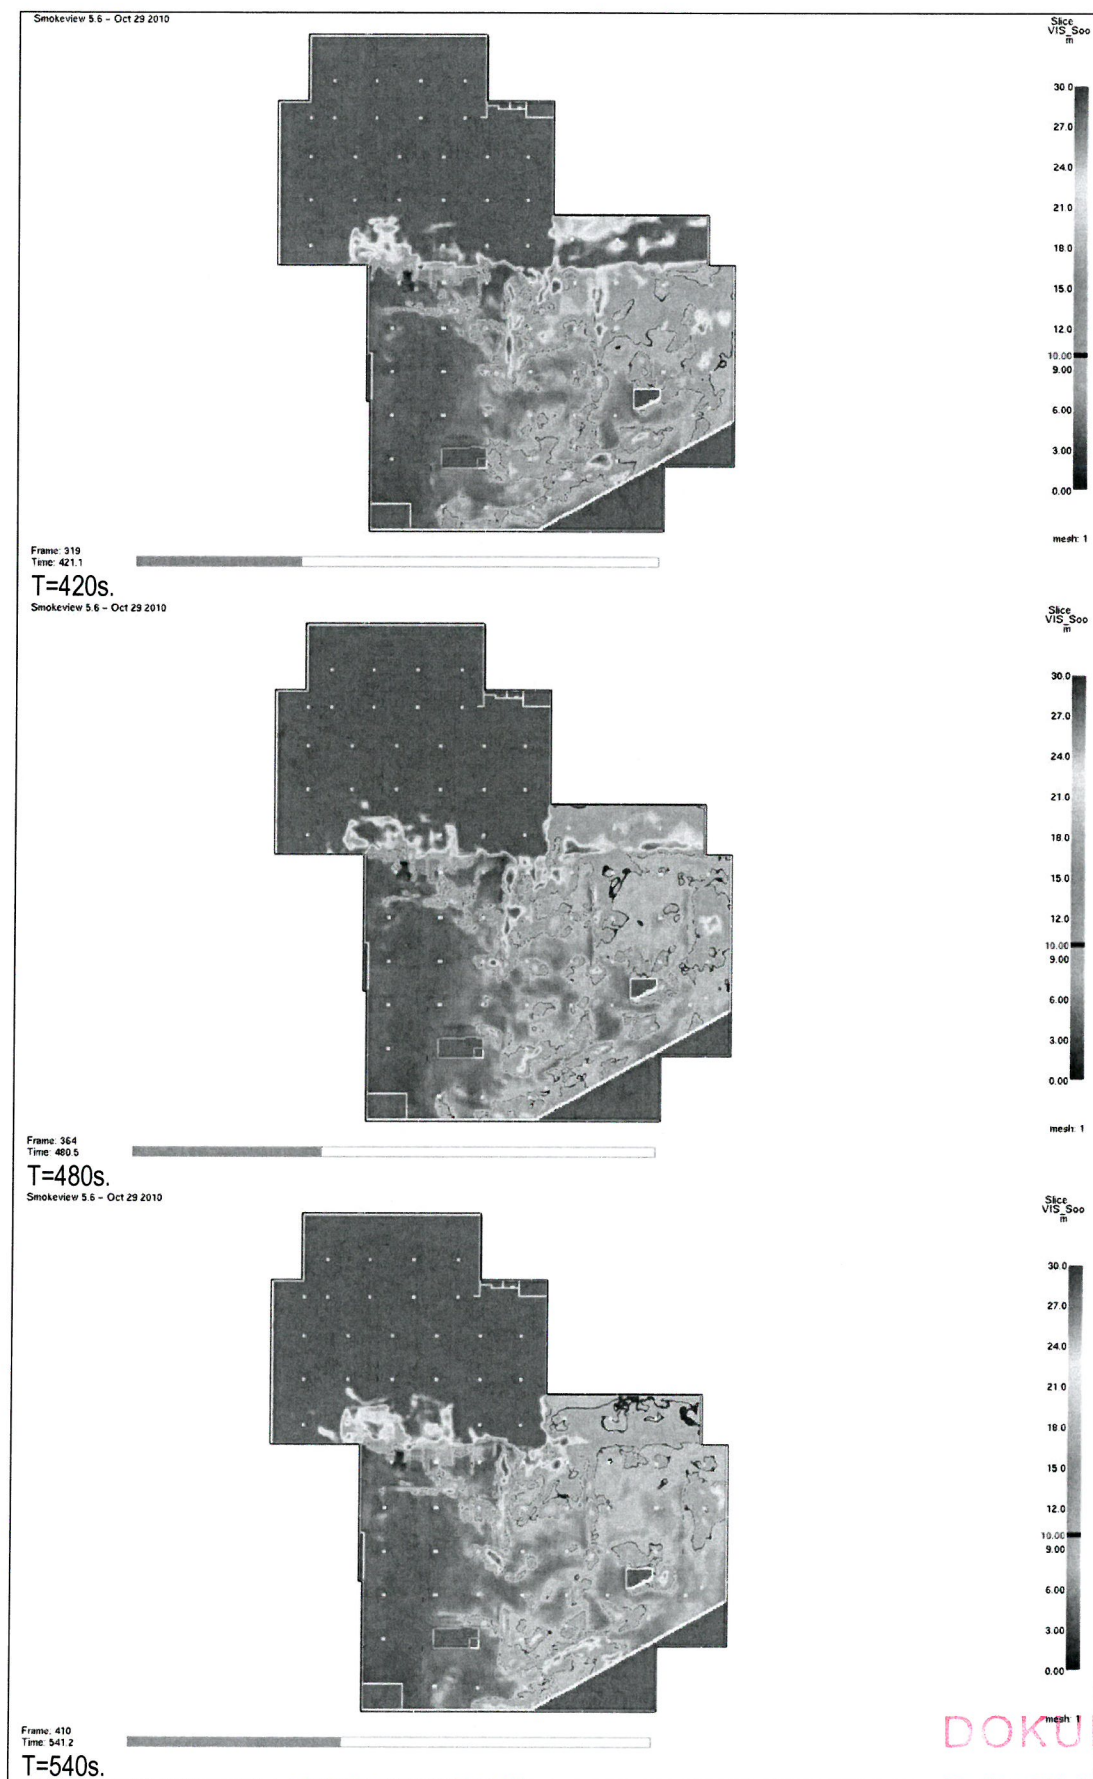 Smokeview 5.6 - Oct 29 2010
Slice
VIS_Soo
m
30.0
27.0
24.0
21.0
18.0
15.0
12.0
10.00
9.00
6.00
3.00
0.00
mesh: 1
Frame: 319
Time: 421.1
T=420s.
Smokeview 5.6 - Oct 29 2010
Slice
VIS_Soo
m
30.0
27.0
24.0
21.0
18.0
15.0
12.0
10.00
9.00
6.00
3.00
0.00
mesh: 1
Frame: 364
Time: 480.5
T=480s.
Smokeview 5.6 - Oct 29 2010
Slice
VIS_Soo
m
30.0
27.0
24.0
21.0
18.0
15.0
12.0
10.00
9.00
6.00
3.00
0.00
mesh: 1
Frame: 410
Time: 541.2
T=540s.
DOKU